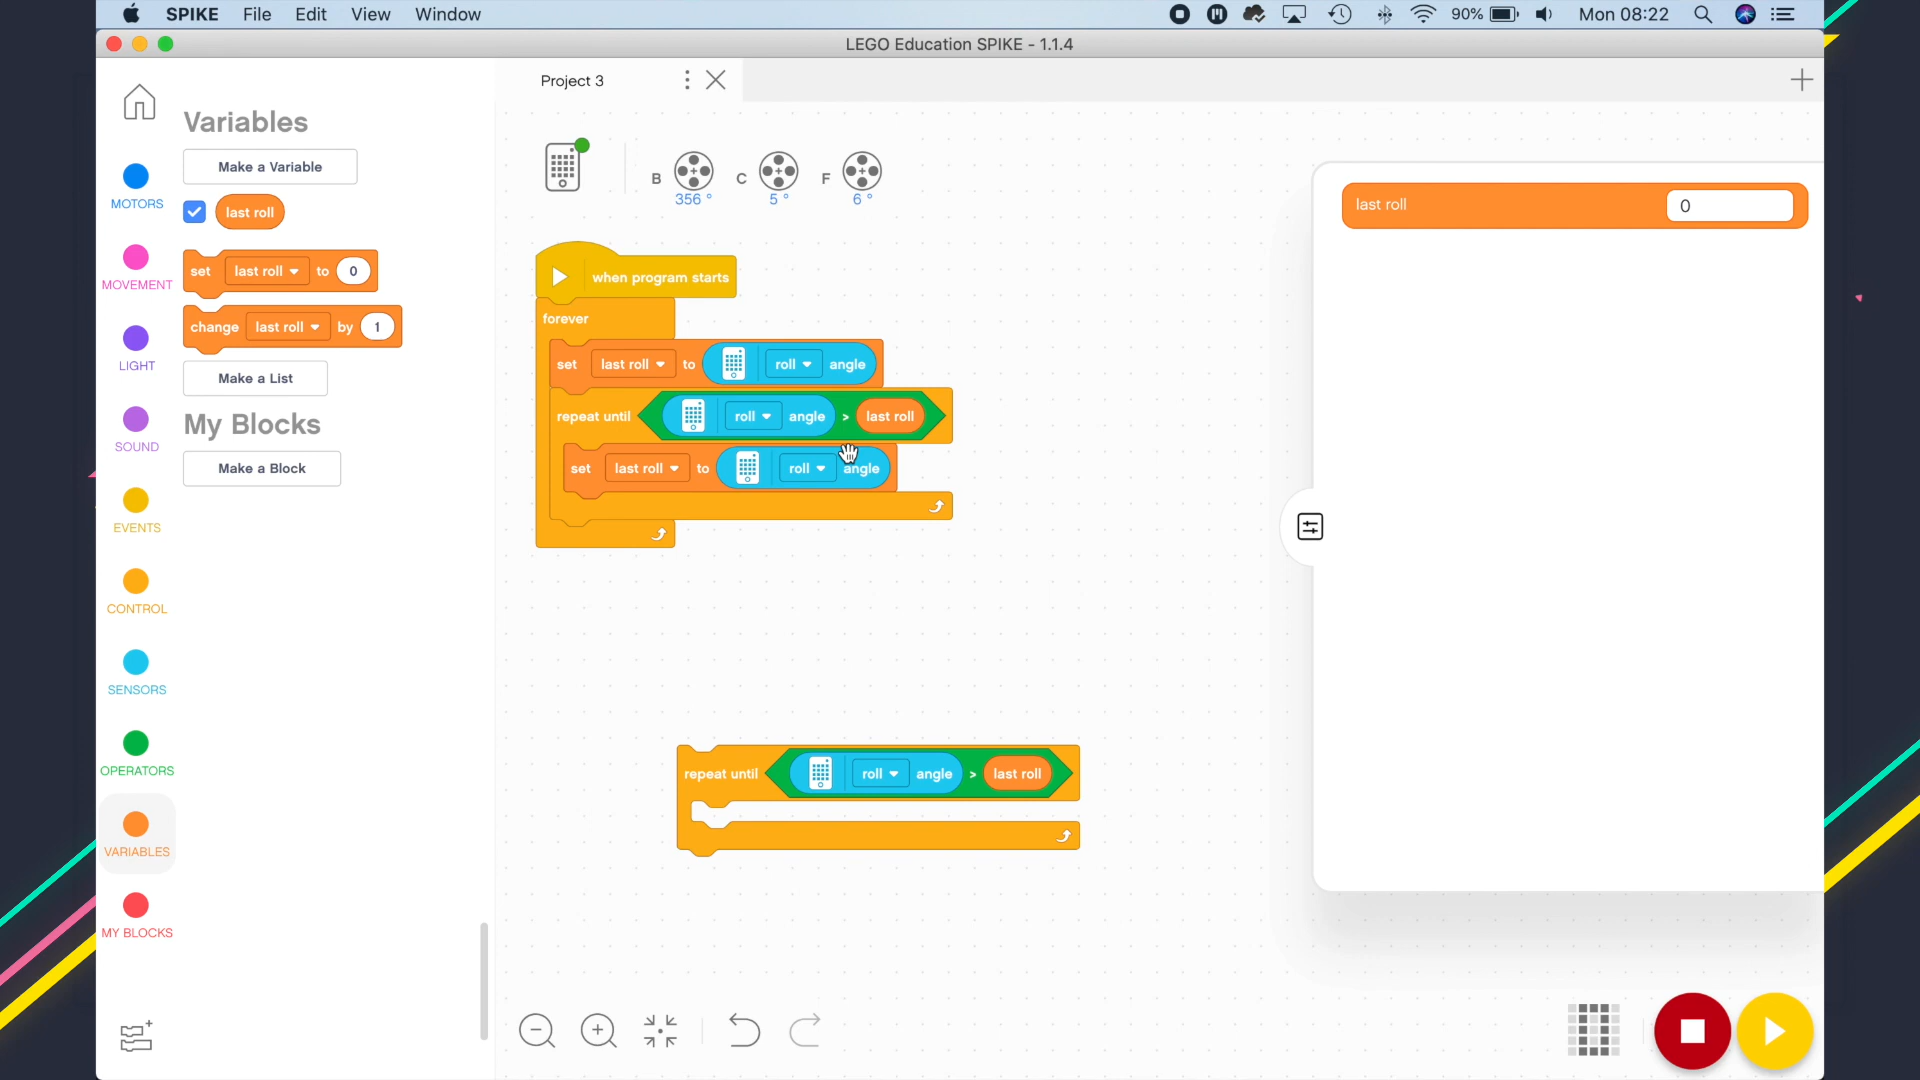 SPIKE File Edit View Window 90% Mon 08:22
LEGO Education SPIKE - 1.1.4
Project 3
Variables
Make a Variable
last roll
set last roll to 0
change last roll by 1
Make a List
My Blocks
Make a Block
MOTORS
MOVEMENT
LIGHT
SOUND
EVENTS
CONTROL
SENSORS
OPERATORS
VARIABLES
MY BLOCKS
B C F
356 ° 5 ° 6 °
when program starts
forever
set last roll to roll angle
repeat until roll angle > last roll
set last roll to roll angle
repeat until roll angle > last roll
last roll 0